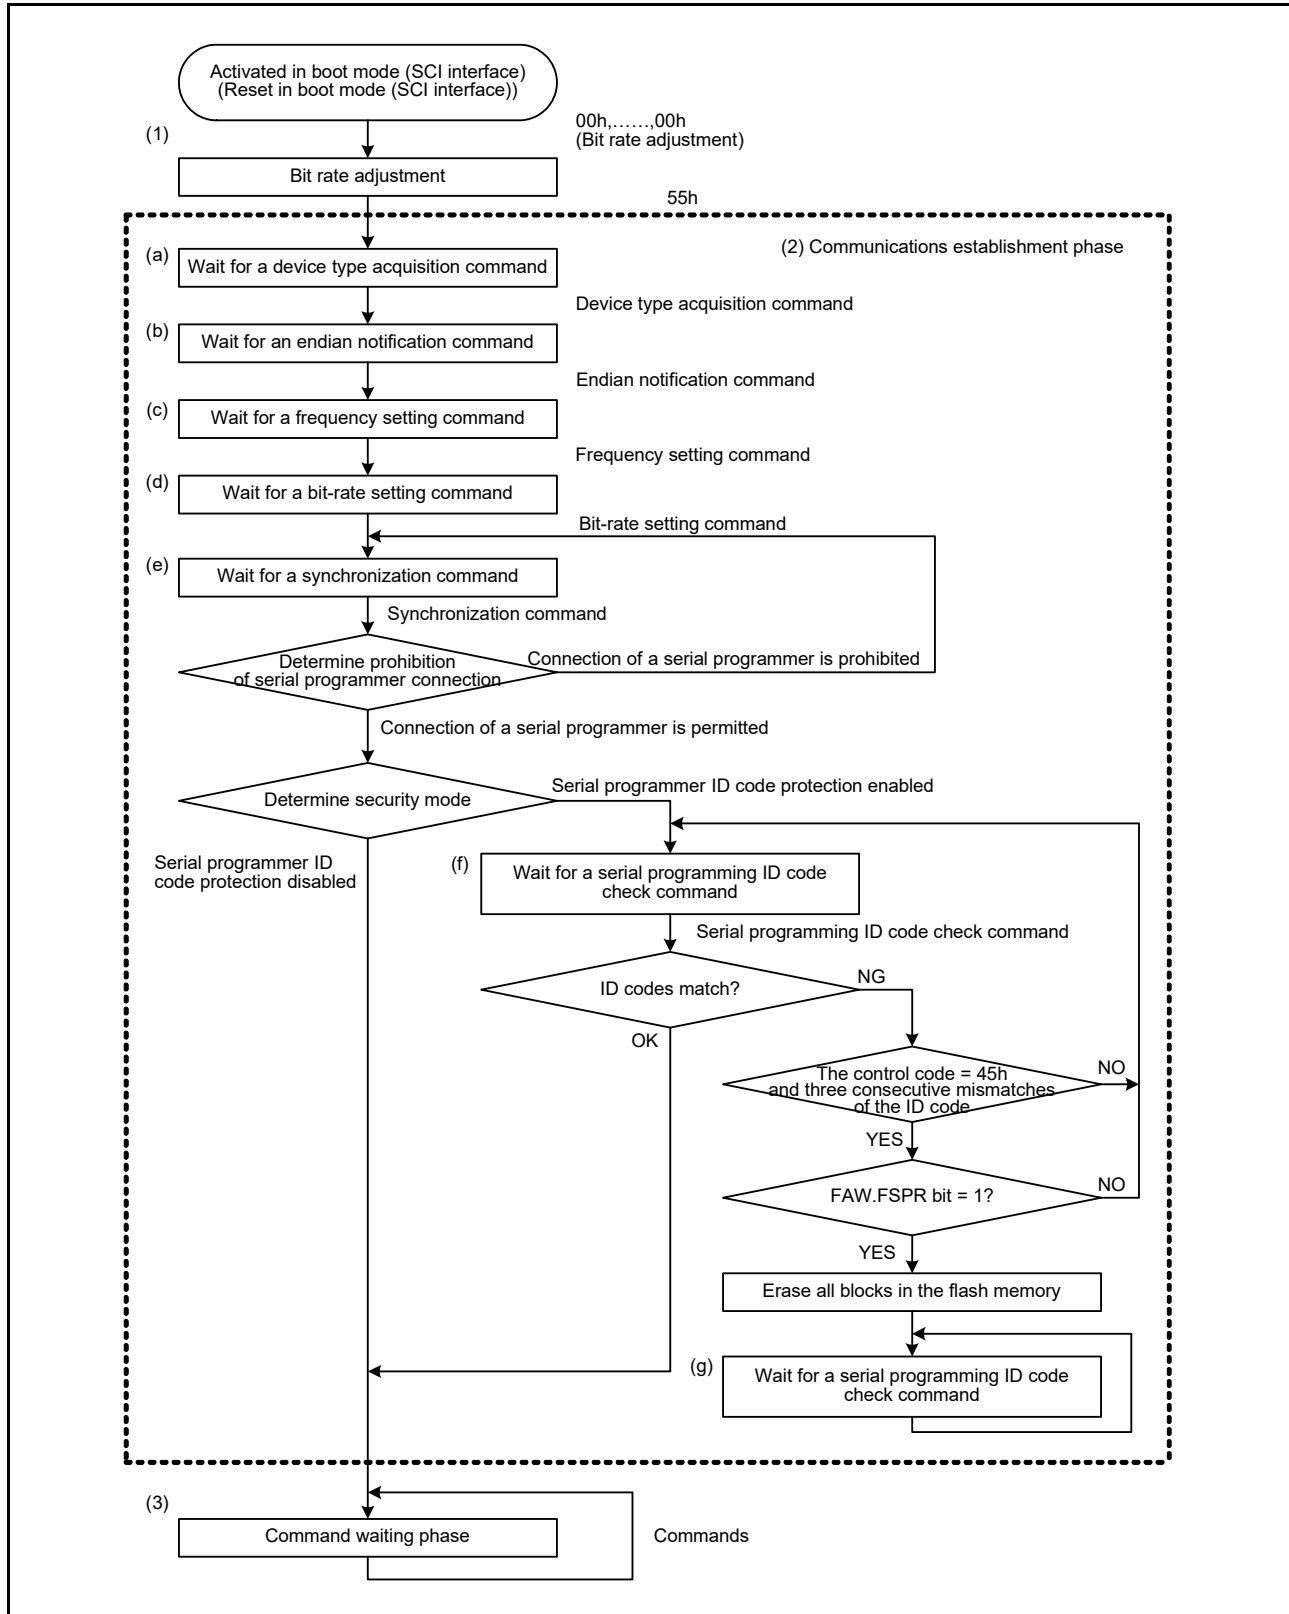 Activated in boot mode (SCI interface)
(Reset in boot mode (SCI interface))
00h,……,00h
(Bit rate adjustment)
(1)
Bit rate adjustment
55h
(2) Communications establishment phase
(a)
Wait for a device type acquisition command
Device type acquisition command
(b)
Wait for an endian notification command
Endian notification command
(c)
Wait for a frequency setting command
Frequency setting command
(d)
Wait for a bit-rate setting command
Bit-rate setting command
(e)
Wait for a synchronization command
Synchronization command
Determine prohibition
of serial programmer connection
Connection of a serial programmer is prohibited
Connection of a serial programmer is permitted
Determine security mode
Serial programmer ID code protection enabled
Serial programmer ID
code protection disabled
(f)
Wait for a serial programming ID code
check command
Serial programming ID code check command
ID codes match?
NG
OK
The control code = 45h
and three consecutive mismatches
of the ID code
NO
YES
FAW.FSPR bit = 1?
NO
YES
Erase all blocks in the flash memory
(g)
Wait for a serial programming ID code
check command
(3)
Command waiting phase
Commands